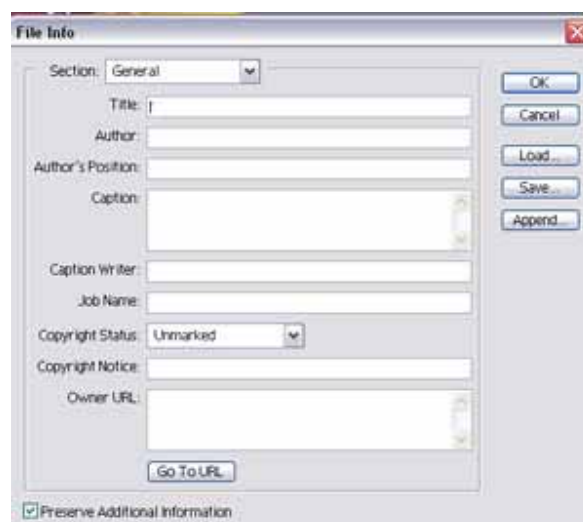 File Info
Section: General
Title:
Author:
Author's Position:
Caption:
Caption Writer:
Job Name:
Copyright Status: Unmarked
Copyright Notice:
Owner URL:
Go To URL
Preserve Additional Information
OK
Cancel
Load...
Save...
Append...